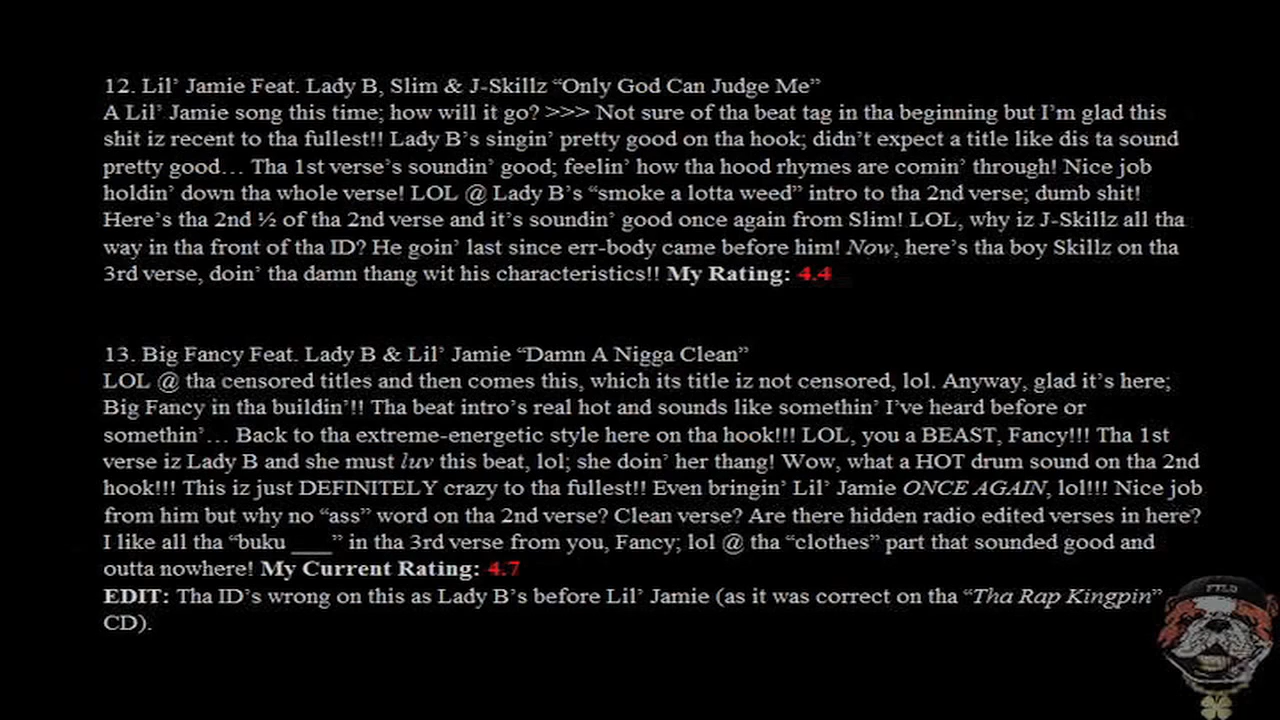 12. Lil’ Jamie Feat. Lady B, Slim & J-Skillz “Only God Can Judge Me”
A Lil’ Jamie song this time; how will it go? >>> Not sure of tha beat tag in tha beginning but I’m glad this
shit iz recent to tha fullest!! Lady B’s singin’ pretty good on tha hook; didn’t expect a title like dis ta sound
pretty good… Tha 1st verse’s soundin’ good; feelin’ how tha hood rhymes are comin’ through! Nice job
holdin’ down tha whole verse! LOL @ Lady B’s “smoke a lotta weed” intro to tha 2nd verse; dumb shit!
Here’s tha 2nd ½ of tha 2nd verse and it’s soundin’ good once again from Slim! LOL, why iz J-Skillz all tha
way in tha front of tha ID? He goin’ last since err-body came before him! Now, here’s tha boy Skillz on tha
3rd verse, doin’ tha damn thang wit his characteristics!! My Rating: 4.4
13. Big Fancy Feat. Lady B & Lil’ Jamie “Damn A Nigga Clean”
LOL @ tha censored titles and then comes this, which its title iz not censored, lol. Anyway, glad it’s here;
Big Fancy in tha buildin’!! Tha beat intro’s real hot and sounds like somethin’ I’ve heard before or
somethin’… Back to tha extreme-energetic style here on tha hook!!! LOL, you a BEAST, Fancy!!! Tha 1st
verse iz Lady B and she must luv this beat, lol; she doin’ her thang! Wow, what a HOT drum sound on tha 2nd
hook!!! This iz just DEFINITELY crazy to tha fullest!! Even bringin’ Lil’ Jamie ONCE AGAIN, lol!!! Nice job
from him but why no “ass” word on tha 2nd verse? Clean verse? Are there hidden radio edited verses in here?
I like all tha “buku ___” in tha 3rd verse from you, Fancy; lol @ tha “clothes” part that sounded good and
outta nowhere! My Current Rating: 4.7
EDIT: Tha ID’s wrong on this as Lady B’s before Lil’ Jamie (as it was correct on tha “Tha Rap Kingpin”
CD).